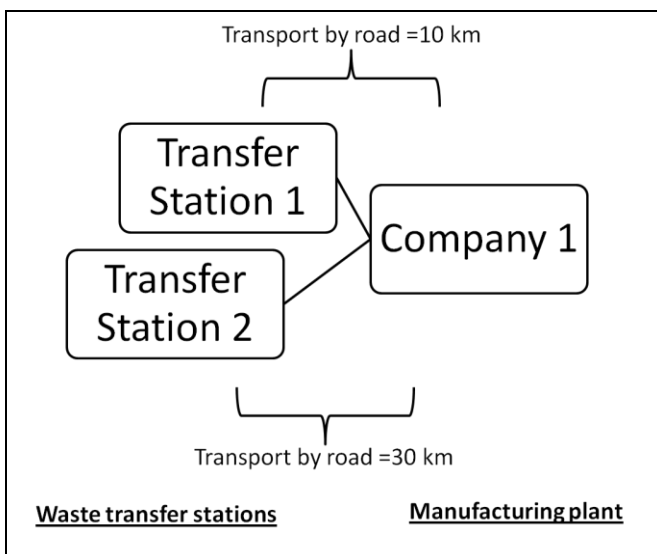 Transport by road =10 km
Transfer
Station 1
Company 1
Transfer
Station 2
Transport by road =30 km
Waste transfer stations
Manufacturing plant